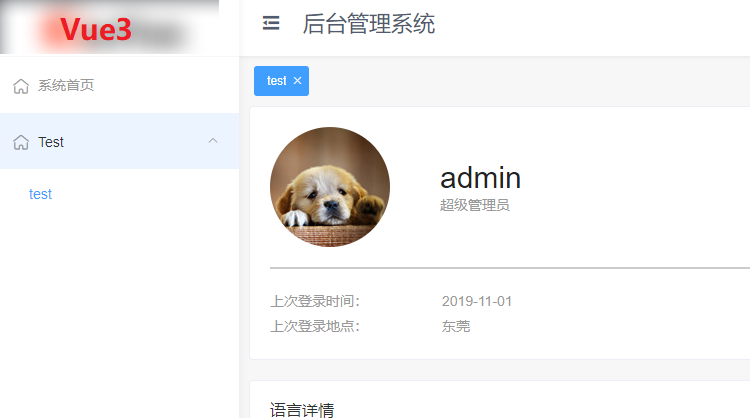 Vue3
后台管理系统
系统首页
Test
test
test ×
admin
超级管理员
上次登录时间： 2019-11-01
上次登录地点： 东莞
语言详情